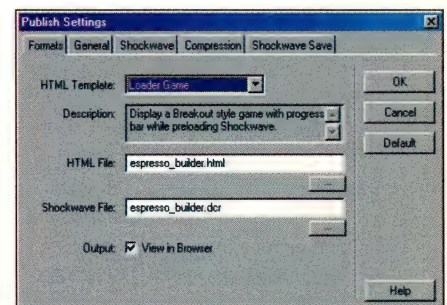 Publish Settings
Formats General Shockwave Compression Shockwave Save
HTML Template: Loader Game
OK
Description: Display a Breakout style game with progress bar while preloading Shockwave.
Cancel
Default
HTML File: espresso_builder.html
...
Shockwave File: espresso_builder.dcr
...
Output: View in Browser
Help